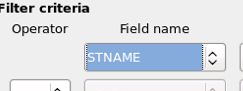 Filter criteria
Operator Field name
STNAME